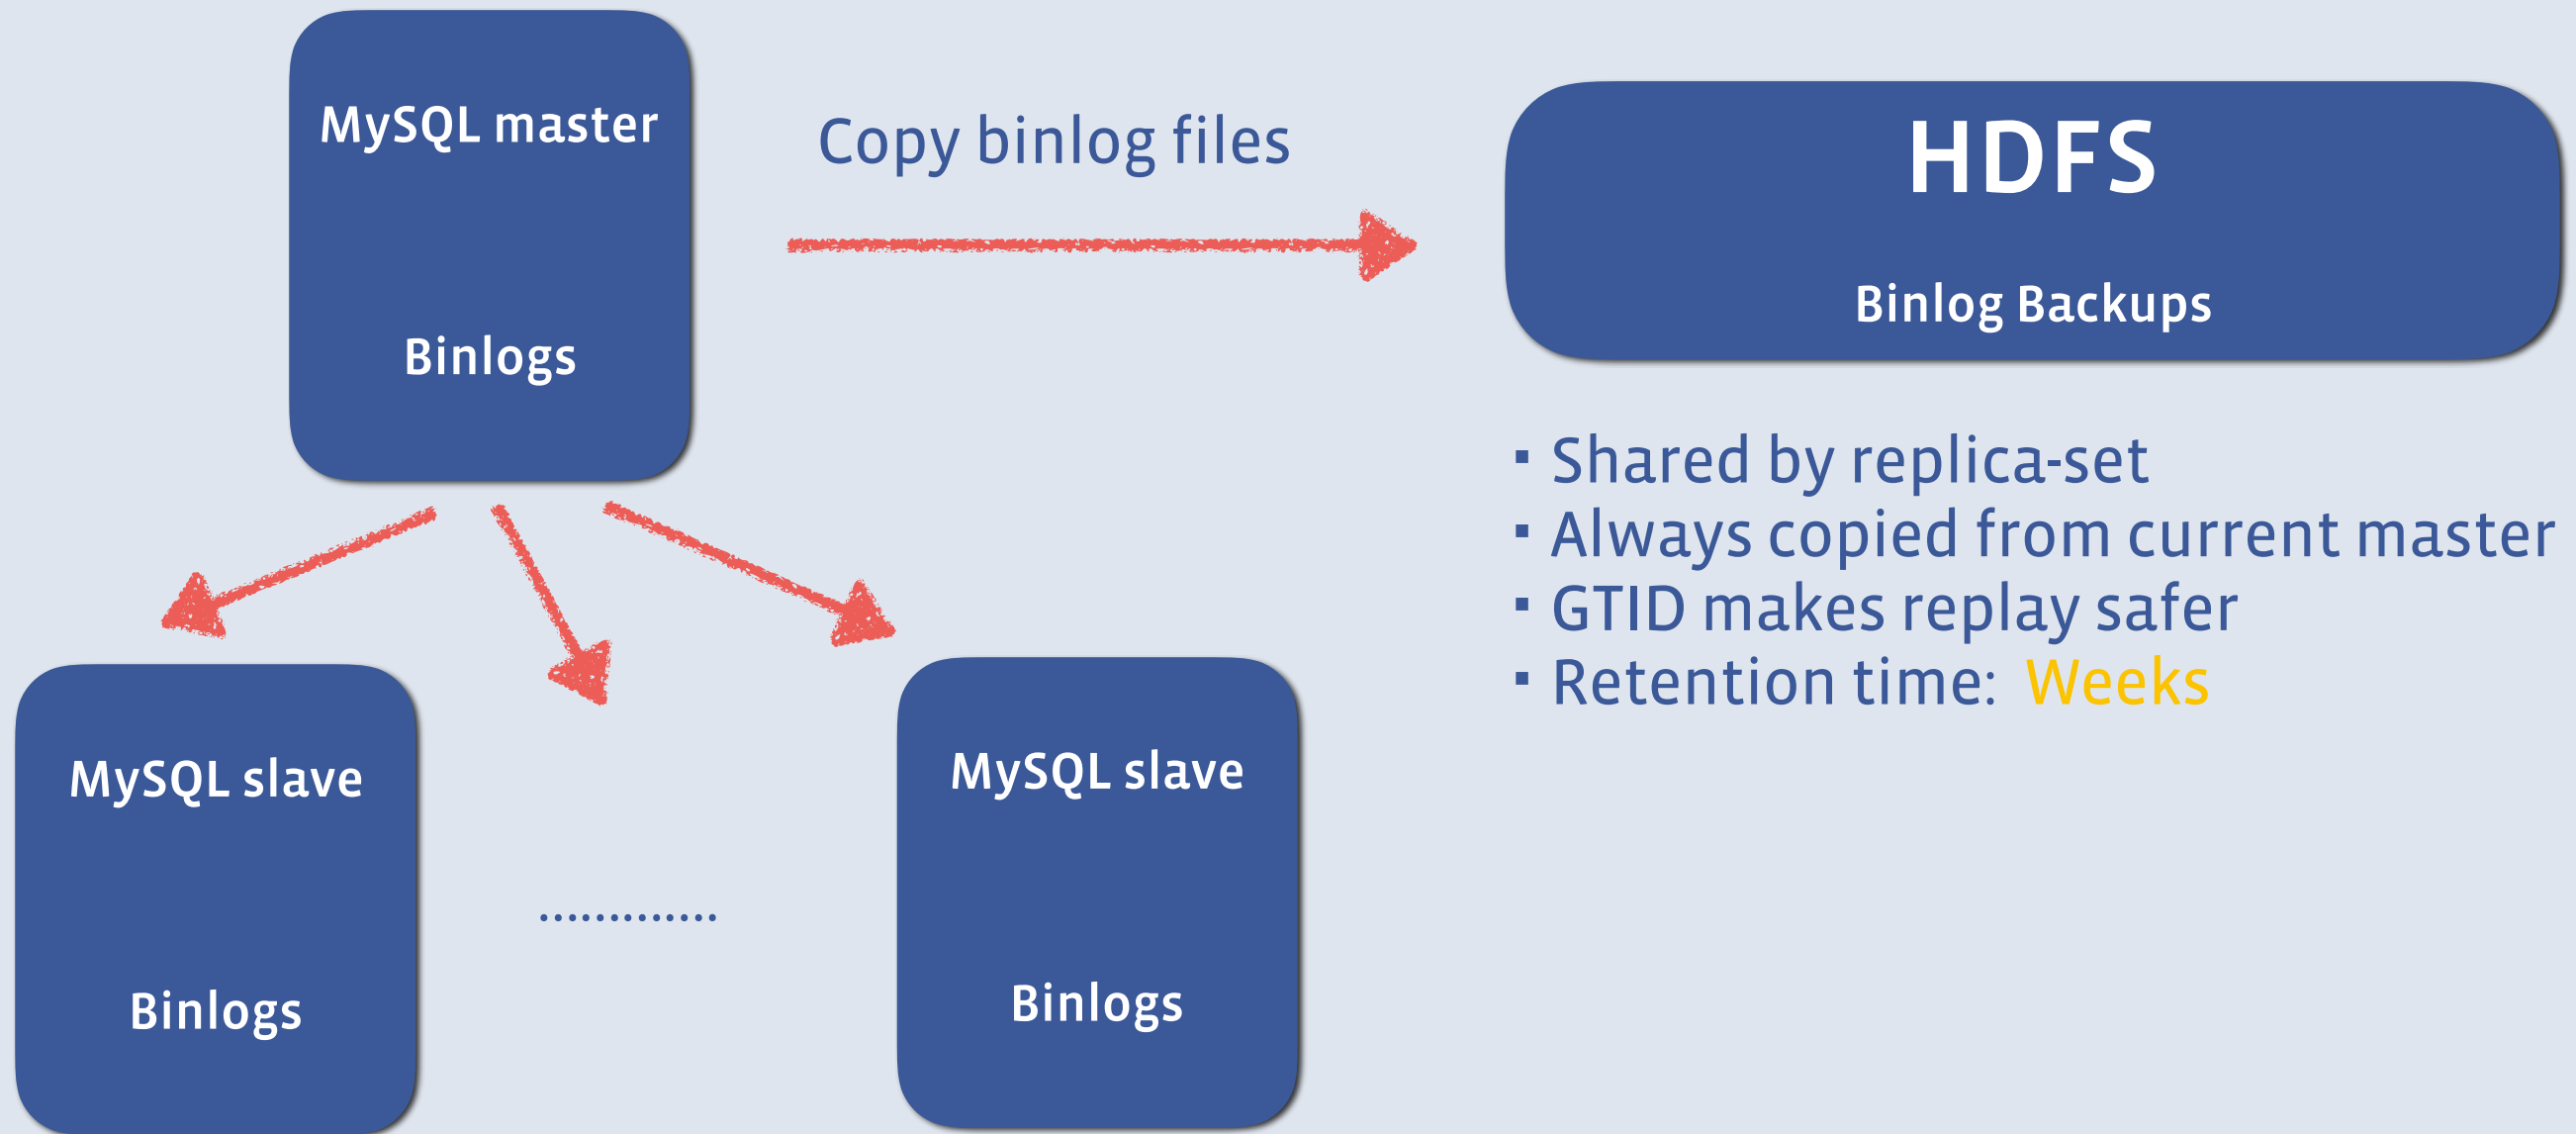 MySQL master
Binlogs
Copy binlog files
HDFS
Binlog Backups
▪ Shared by replica-set
▪ Always copied from current master
▪ GTID makes replay safer
▪ Retention time: Weeks
MySQL slave
Binlogs
.............
MySQL slave
Binlogs